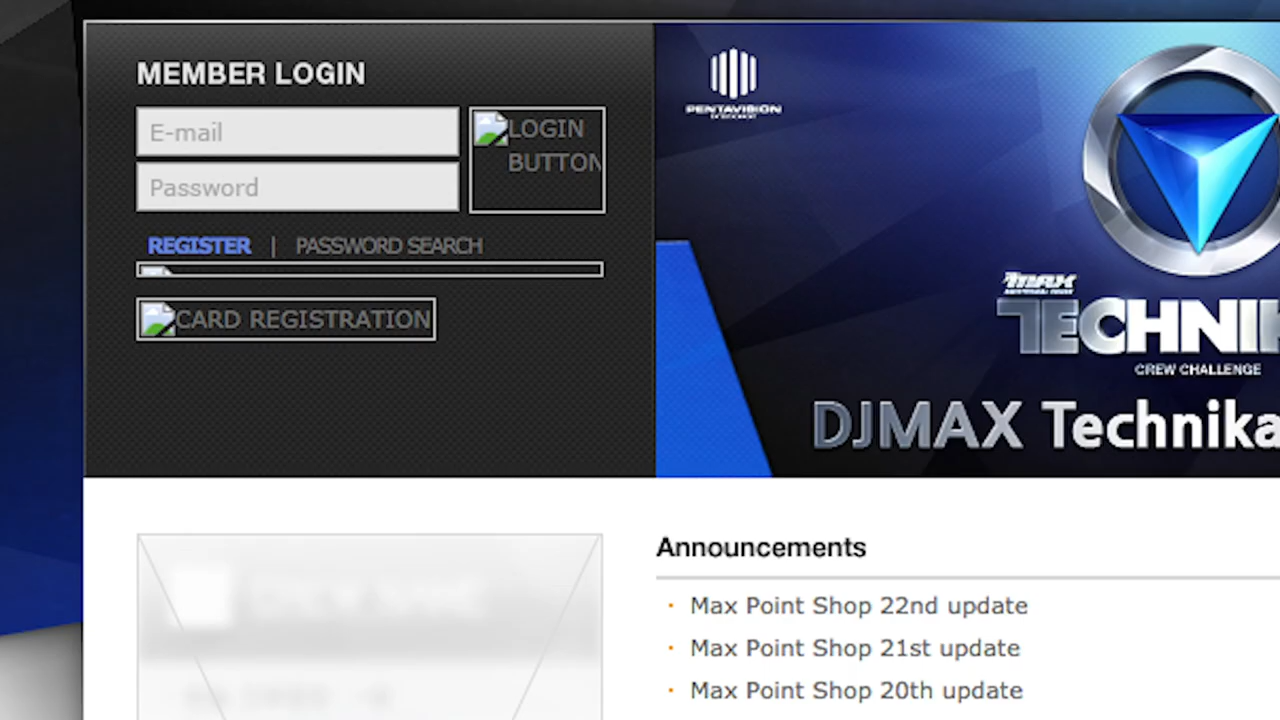 MEMBER LOGIN
E-mail
LOGIN
BUTTON
Password
REGISTER | PASSWORD SEARCH
CARD REGISTRATION
PENTAVISION
TECHNIK
CREW CHALLENGE
DJMAX Technika
Announcements
Max Point Shop 22nd update
Max Point Shop 21st update
Max Point Shop 20th update